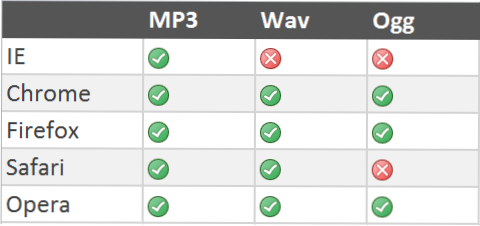 MP3 Wav Ogg
IE
Chrome
Firefox
Safari
Opera